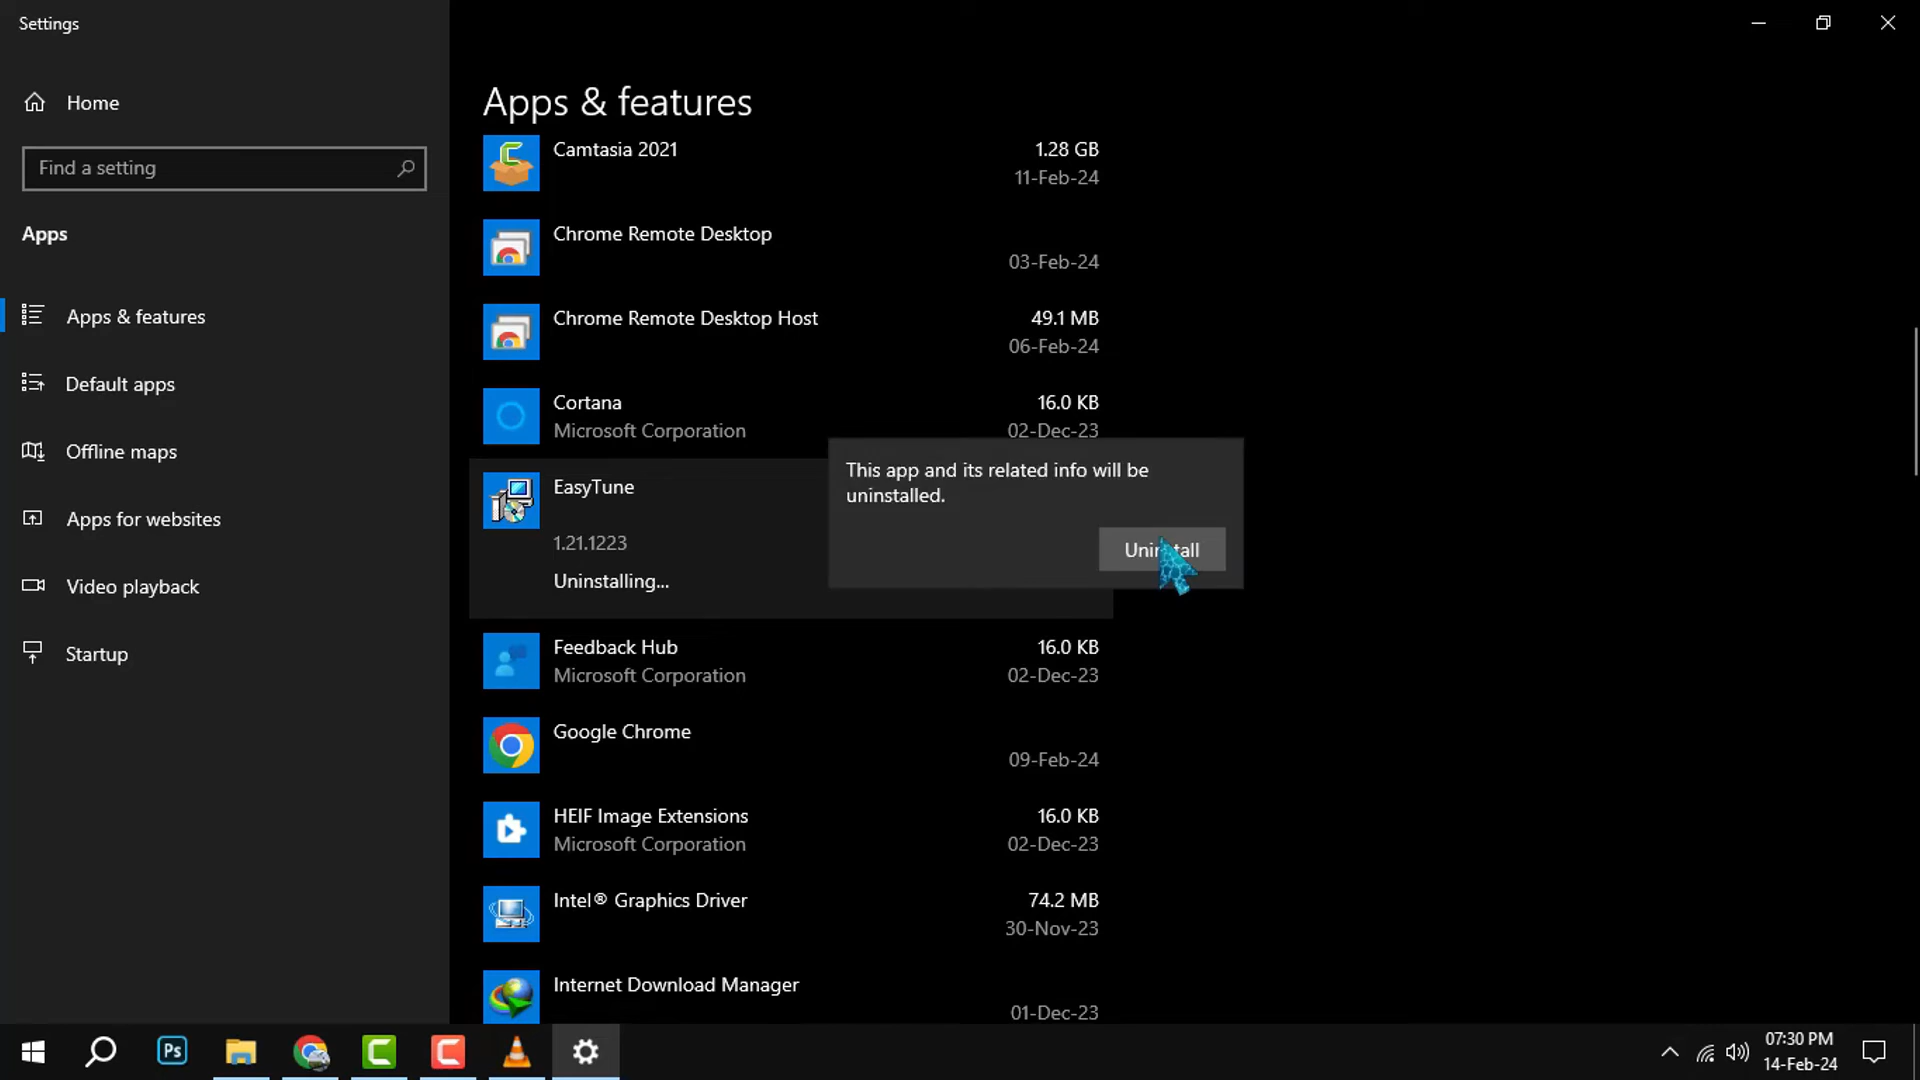 Settings
Home
Find a setting
Apps
Apps & features
Default apps
Offline maps
Apps for websites
Video playback
Startup
Apps & features
Camtasia 2021
1.28 GB
11-Feb-24
Chrome Remote Desktop
03-Feb-24
Chrome Remote Desktop Host
49.1 MB
06-Feb-24
Cortana
16.0 KB
Microsoft Corporation
02-Dec-23
EasyTune
1.21.1223
Uninstalling...
This app and its related info will be
uninstalled.
Uninstall
Feedback Hub
16.0 KB
Microsoft Corporation
02-Dec-23
Google Chrome
09-Feb-24
HEIF Image Extensions
16.0 KB
Microsoft Corporation
02-Dec-23
Intel® Graphics Driver
74.2 MB
30-Nov-23
Internet Download Manager
01-Dec-23
Ps
07:30 PM
14-Feb-24